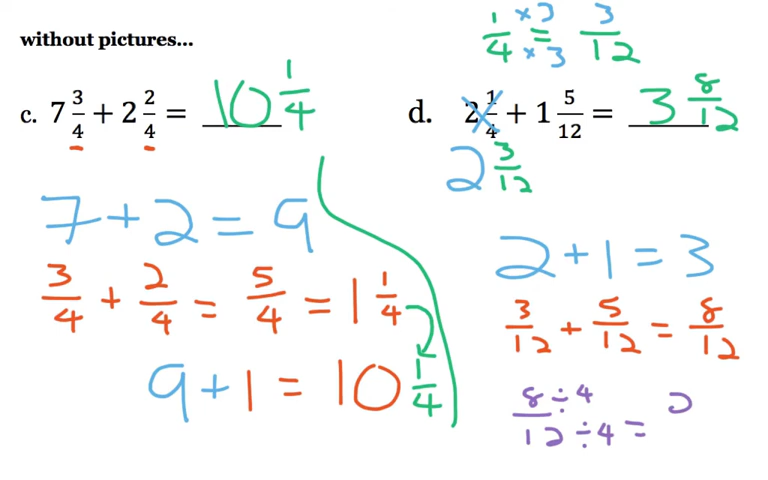 without pictures...
1/4 × 3 / × 3 = 3/12
c. 7 3/4 + 2 2/4 = 10 1/4
d. 2 1/4 + 1 5/12 = 3 8/12
2 3/12
7 + 2 = 9
3/4 + 2/4 = 5/4 = 1 1/4
9 + 1 = 10 1/4
2 + 1 = 3
3/12 + 5/12 = 8/12
8 ÷ 4 / 12 ÷ 4 = 2